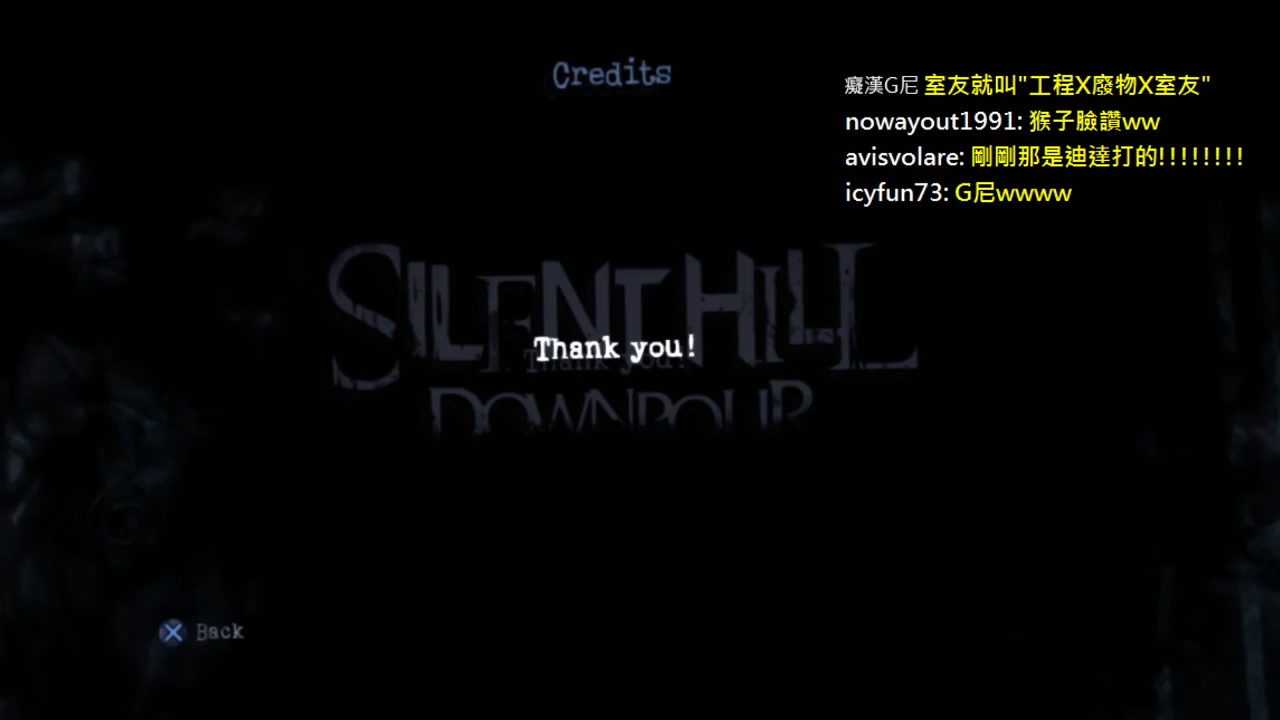 Credits
癡漢G尼 室友就叫"工程X廢物X室友"
nowayout1991: 猴子臉讚ww
avisvolare: 剛剛那是迪達打的!!!!!!!!
icyfun73: G尼wwww
SILENT HILL
Thank you!
Thank you!
DOWNPOUR
Back